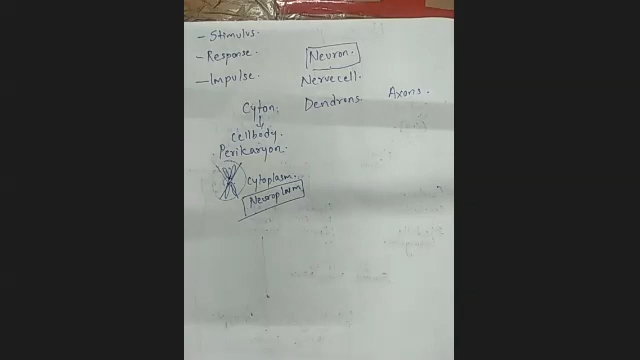 - Stimulus.
- Response.
- Impulse.
Neuron.
Nervecell.
Cyton.
Dendrons.
Axons.
↓
Cellbody.
Perikaryon.
Cytoplasm.
Neuroplasm